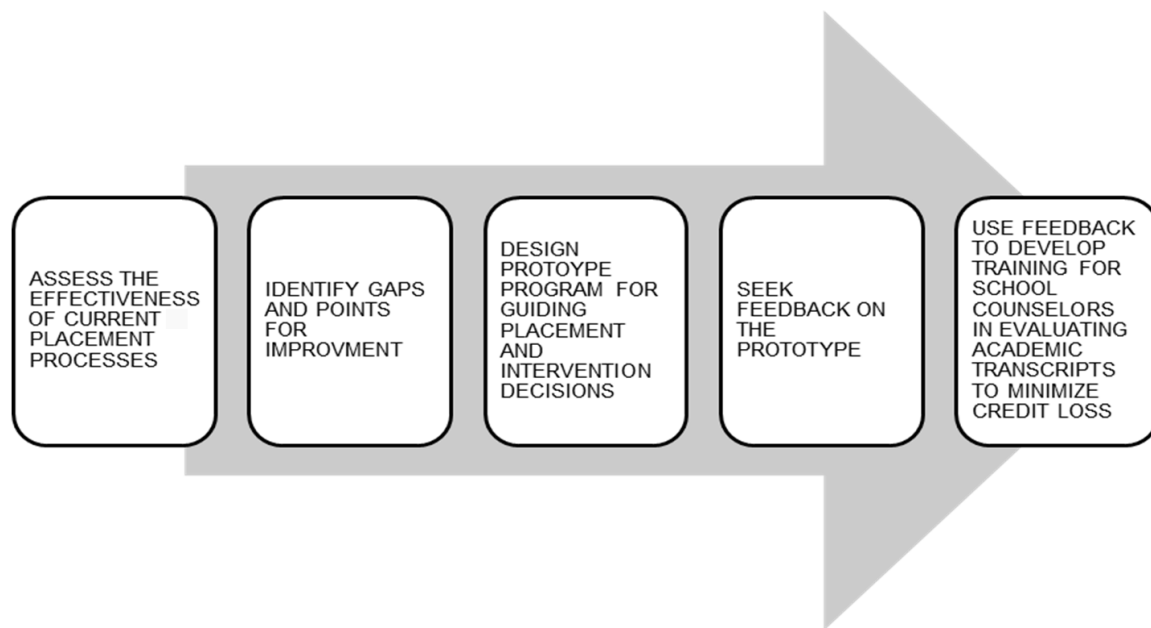 ASSESS THE
EFFECTIVENESS
OF CURRENT
PLACEMENT
PROCESSES
IDENTIFY GAPS
AND POINTS
FOR
IMPROVMENT
DESIGN
PROTOYPE
PROGRAM FOR
GUIDING
PLACEMENT
AND
INTERVENTION
DECISIONS
SEEK
FEEDBACK ON
THE
PROTOTYPE
USE FEEDBACK
TO DEVELOP
TRAINING FOR
SCHOOL
COUNSELORS
IN EVALUATING
ACADEMIC
TRANSCRIPTS
TO MINIMIZE
CREDIT LOSS